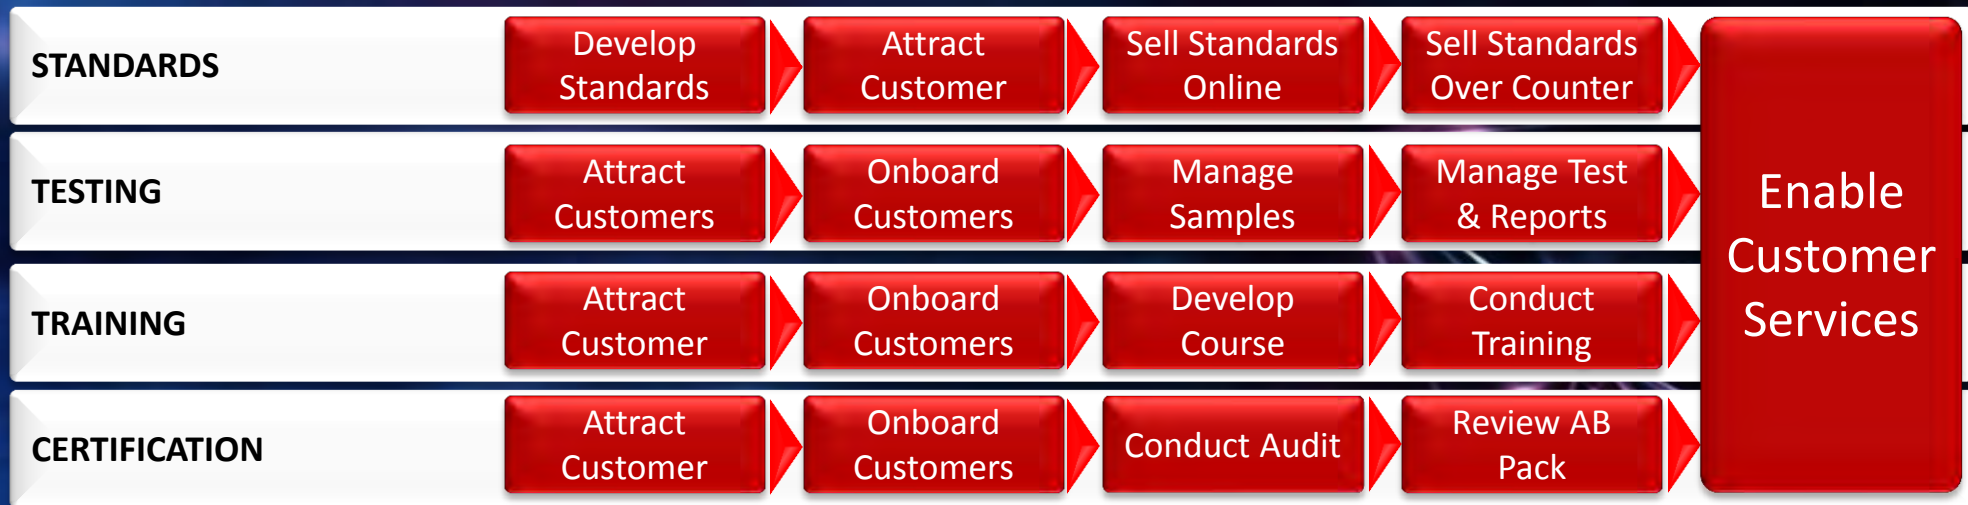 STANDARDS
Develop
Standards
Attract
Customer
Sell Standards
Online
Sell Standards
Over Counter
TESTING
Attract
Customers
Onboard
Customers
Manage
Samples
Manage Test
& Reports
TRAINING
Attract
Customer
Onboard
Customers
Develop
Course
Conduct
Training
CERTIFICATION
Attract
Customer
Onboard
Customers
Conduct Audit
Review AB
Pack
Enable
Customer
Services